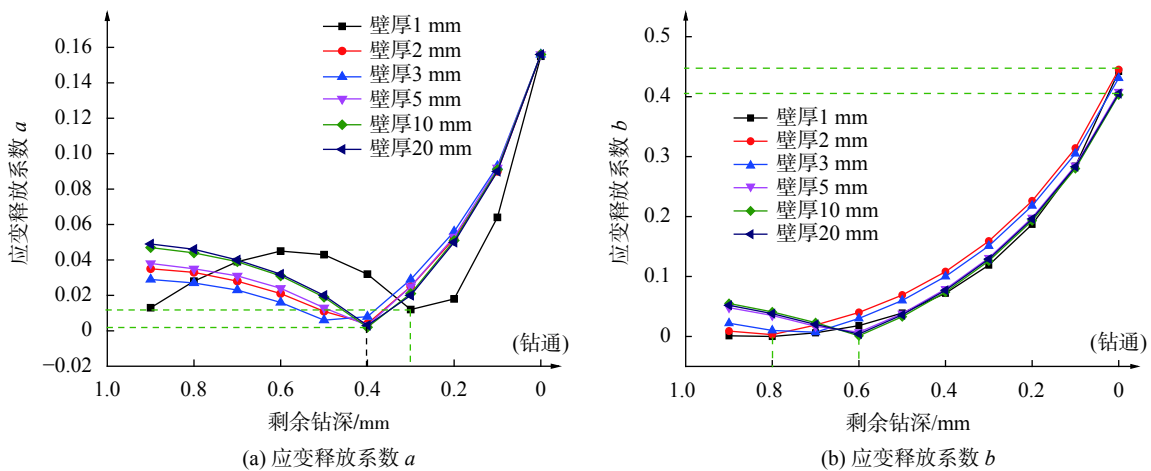 壁厚1 mm
壁厚2 mm
壁厚3 mm
壁厚5 mm
壁厚10 mm
壁厚20 mm
0.16
0.12
0.08
0.06
0.04
0.02
0
−0.02
应变释放系数 a
1.0
0.8
0.6
0.4
0.2
0
(钻通)
剩余钻深/mm
(a) 应变释放系数 a
0.5
0.4
0.3
0.2
0.1
0
应变释放系数 b
壁厚1 mm
壁厚2 mm
壁厚3 mm
壁厚5 mm
壁厚10 mm
壁厚20 mm
1.0
0.8
0.6
0.4
0.2
0
(钻通)
剩余钻深/mm
(b) 应变释放系数 b